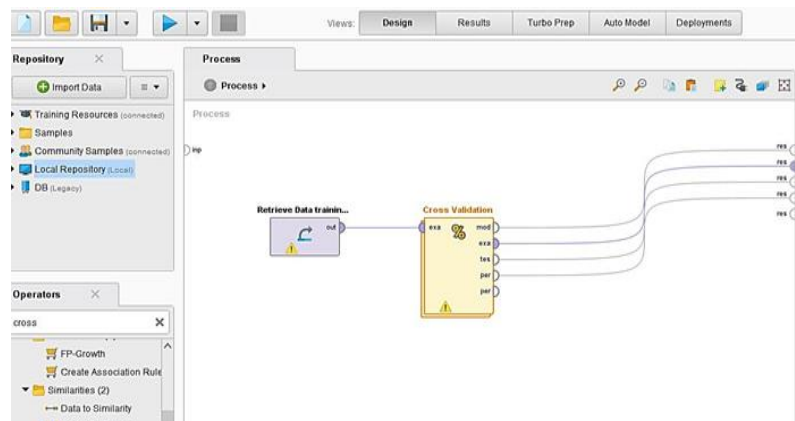 Views:
Design
Results
Turbo Prep
Auto Model
Deployments
Repository
Import Data
Training Resources (connected)
Samples
Community Samples (connected)
Local Repository (Local)
DB (Legacy)
Operators
cross
FP-Growth
Create Association Rule
Similarities (2)
Data to Similarity
Process
Process
Process
inp
Retrieve Data trainin...
out
Cross Validation
exa
mod
exa
tes
per
per
res
res
res
res
res